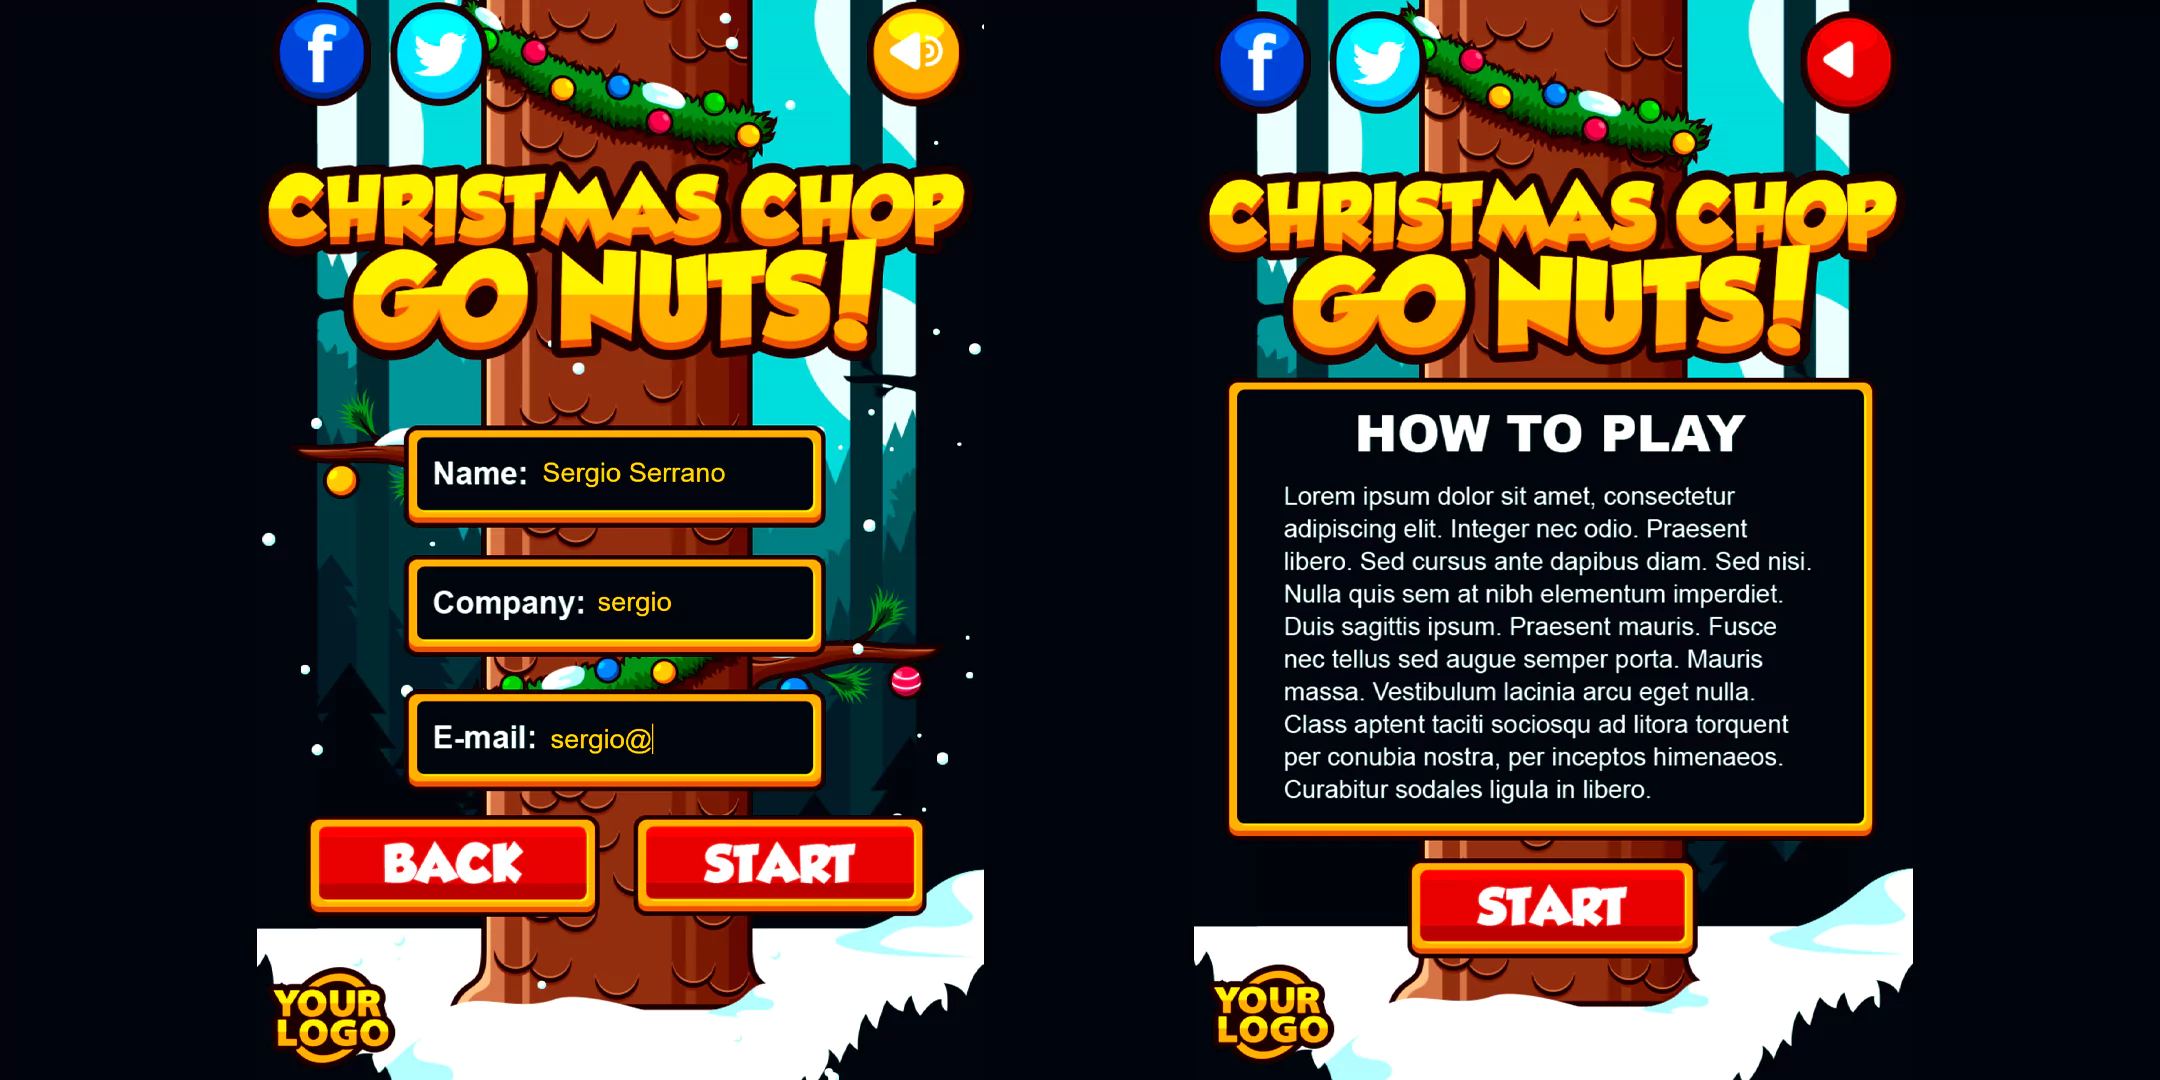 f
CHRISTMAS CHOP
GO NUTS!
Name: Sergio Serrano
Company: sergio
E-mail: sergio@
BACK
START
YOUR
LOGO
f
CHRISTMAS CHOP
GO NUTS!
HOW TO PLAY
Lorem ipsum dolor sit amet, consectetur
adipiscing elit. Integer nec odio. Praesent
libero. Sed cursus ante dapibus diam. Sed nisi.
Nulla quis sem at nibh elementum imperdiet.
Duis sagittis ipsum. Praesent mauris. Fusce
nec tellus sed augue semper porta. Mauris
massa. Vestibulum lacinia arcu eget nulla.
Class aptent taciti sociosqu ad litora torquent
per conubia nostra, per inceptos himenaeos.
Curabitur sodales ligula in libero.
START
YOUR
LOGO